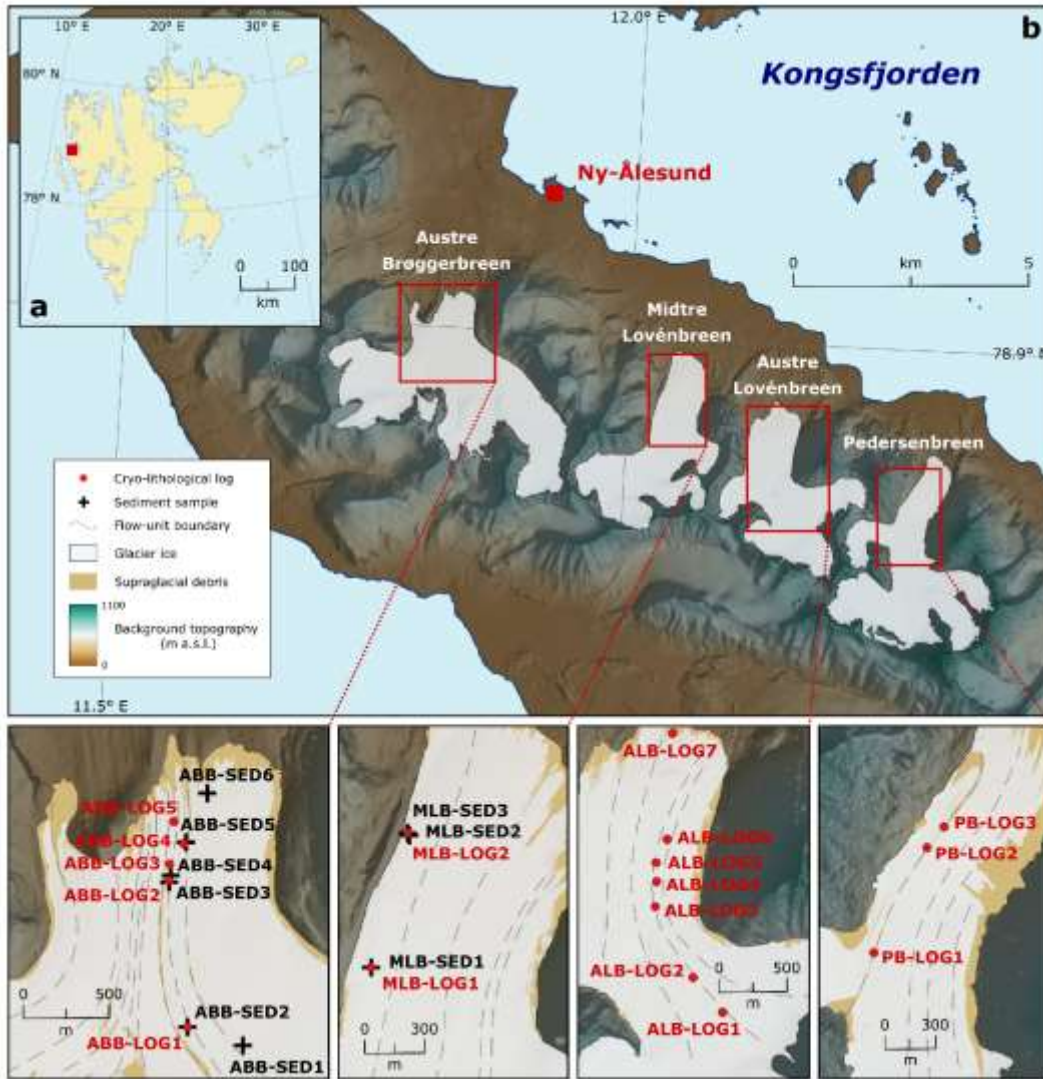 10° E
20° E
30° E
80° N
78° N
0
100
km
a
12.0° E
b
Kongsfjorden
Ny-Ålesund
0
5
km
78.9° N
Austre
Brøggerbreen
Midtre
Lovénbreen
Austre
Lovénbreen
Pedersenbreen
Cryo-lithological log
Sediment sample
Flow-unit boundary
Glacier ice
Supraglacial debris
1100
Background topography
(m a.s.l.)
0
11.5° E
ABB-SED6
ABB-LOG5
ABB-SED5
ABB-LOG4
ABB-LOG3
ABB-SED4
ABB-LOG2
ABB-SED3
0
500
m
ABB-SED2
ABB-LOG1
ABB-SED1
MLB-SED3
MLB-SED2
MLB-LOG2
MLB-SED1
MLB-LOG1
0
300
m
ALB-LOG7
ALB-LOG2
0
500
m
ALB-LOG1
PB-LOG3
PB-LOG2
PB-LOG1
0
300
m